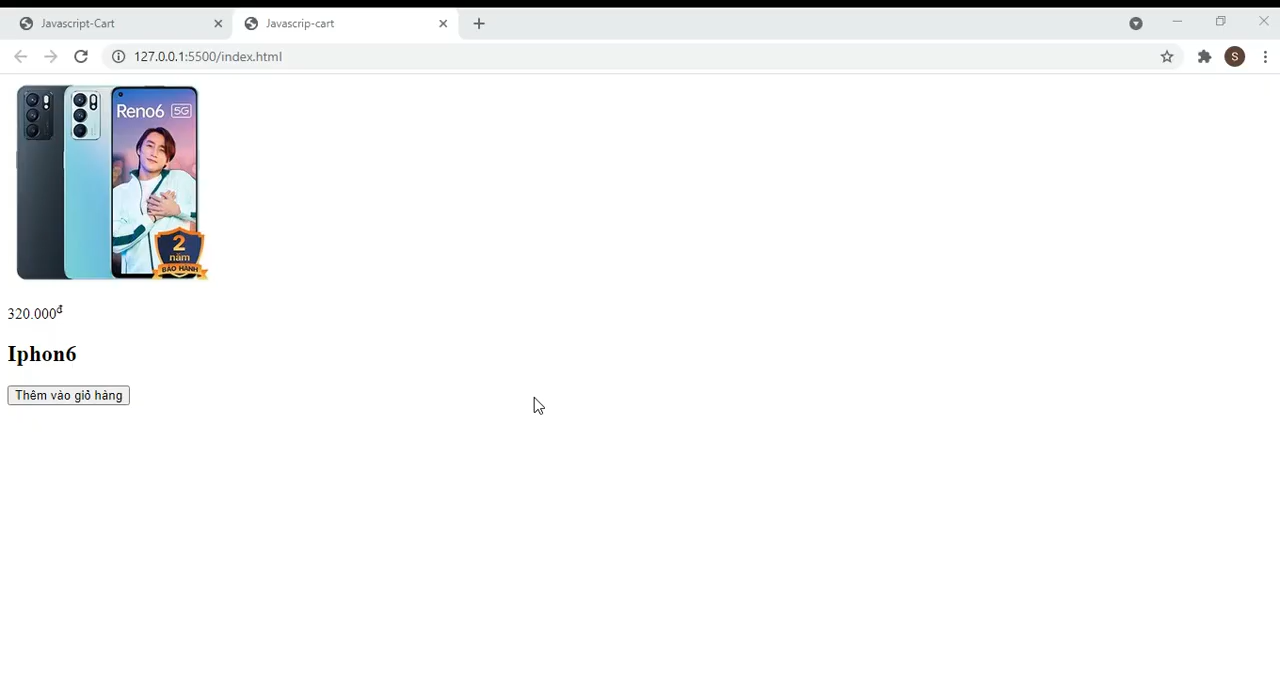 Javascript-Cart
Javascrip-cart
127.0.0.1:5500/index.html
S
Reno6 5G
2
năm
BẢO HÀNH
320.000đ
Iphon6
Thêm vào giỏ hàng